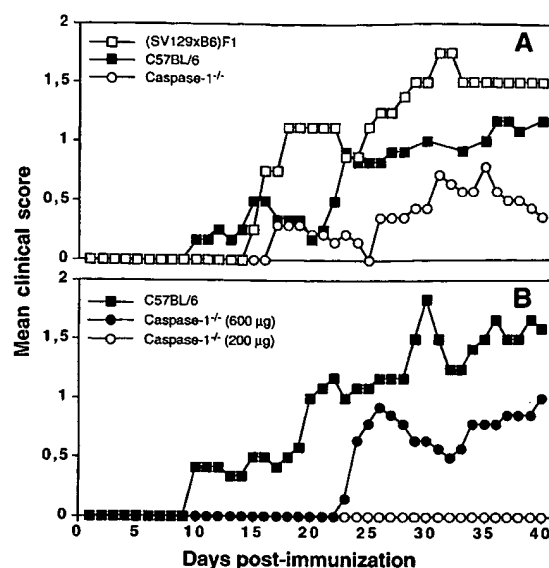 2
A
(SV129xB6)F1
C57BL/6
Caspase-1-/-
1,5
1
0,5
0
Mean clinical score
2
B
C57BL/6
Caspase-1-/- (600 µg)
Caspase-1-/- (200 µg)
1,5
1
0,5
0
0 5 10 15 20 25 30 35 40
Days post-immunization